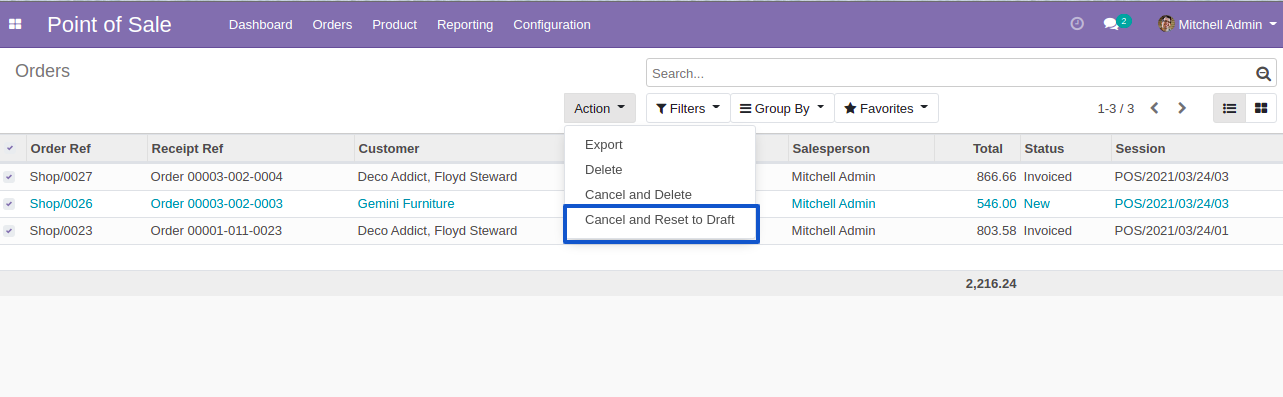 Point of Sale Dashboard Orders Product Reporting Configuration 2 Mitchell Admin
Orders
Search...
Action Filters Group By Favorites 1-3 / 3
Order Ref Receipt Ref Customer Salesperson Total Status Session
Export
Delete
Cancel and Delete
Cancel and Reset to Draft
Shop/0027 Order 00003-002-0004 Deco Addict, Floyd Steward Mitchell Admin 866.66 Invoiced POS/2021/03/24/03
Shop/0026 Order 00003-002-0003 Gemini Furniture Mitchell Admin 546.00 New POS/2021/03/24/03
Shop/0023 Order 00001-011-0023 Deco Addict, Floyd Steward Mitchell Admin 803.58 Invoiced POS/2021/03/24/01
2,216.24